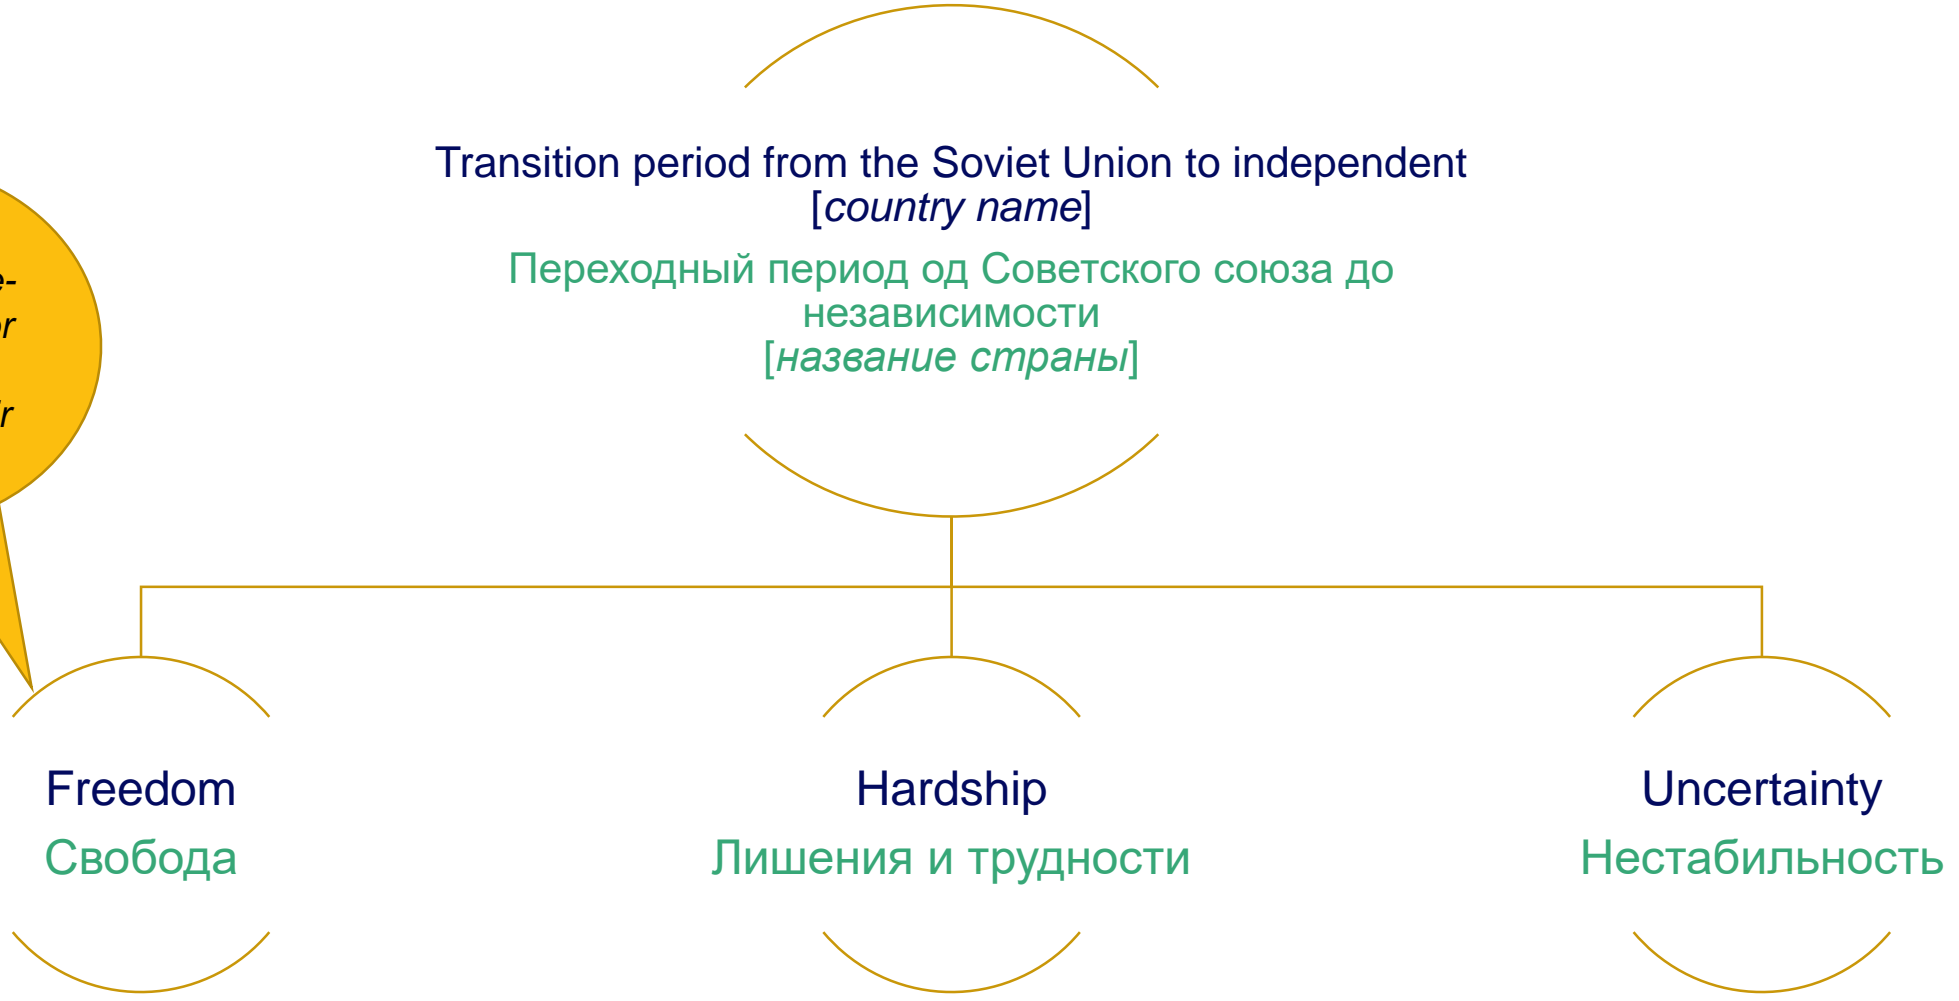 Transition period from the Soviet Union to independent
[country name]
Переходный период од Советского союза до
независимости
[название страны]
Freedom
Свобода
Hardship
Лишения и трудности
Uncertainty
Нестабильность